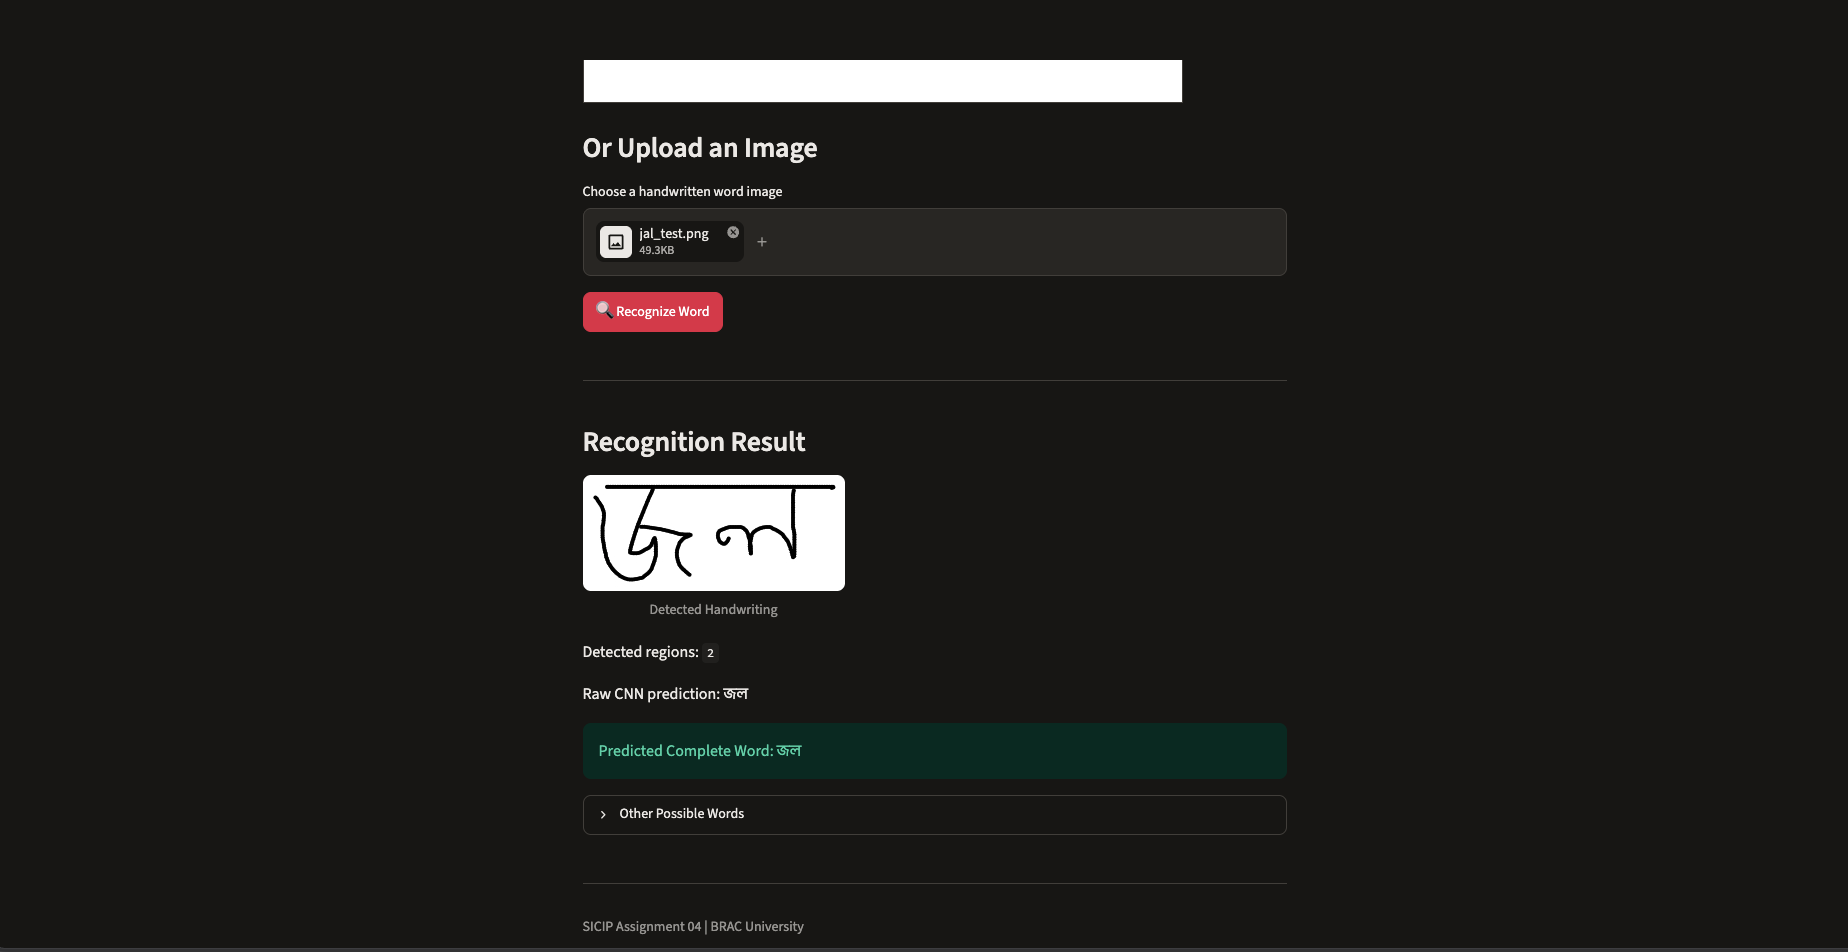 Or Upload an Image
Choose a handwritten word image
jal_test.png
49.3KB
+
🔍 Recognize Word
Recognition Result
জল
Detected Handwriting
Detected regions: 2
Raw CNN prediction: জল
Predicted Complete Word: জল
Other Possible Words
SICIP Assignment 04 | BRAC University